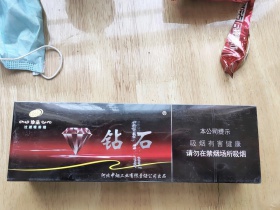 钻石
®
本公司提示
吸烟有害健康
请勿在禁烟场所吸烟
河北中烟工业有限责任公司出品